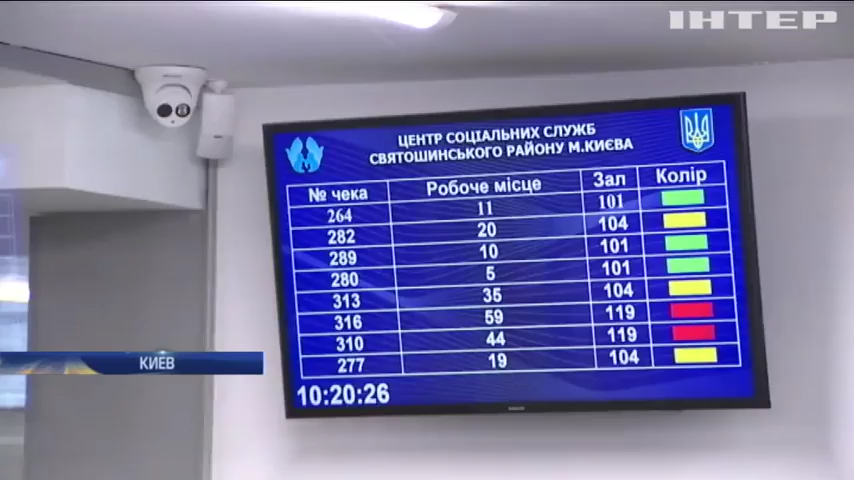 ІНТЕР
ЦЕНТР СОЦІАЛЬНИХ СЛУЖБ
СВЯТОШИНСЬКОГО РАЙОНУ М.КИЄВА
№ чека Робоче місце Зал Колір
264 11 101
282 20 104
289 10 101
280 5 101
313 35 104
316 59 119
310 44 119
277 19 104
10:20:26
КИЕВ